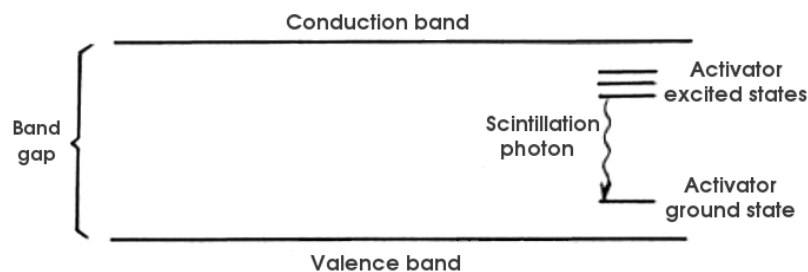 Conduction band
Activator
excited states
Band
gap
Scintillation
photon
Activator
ground state
Valence band